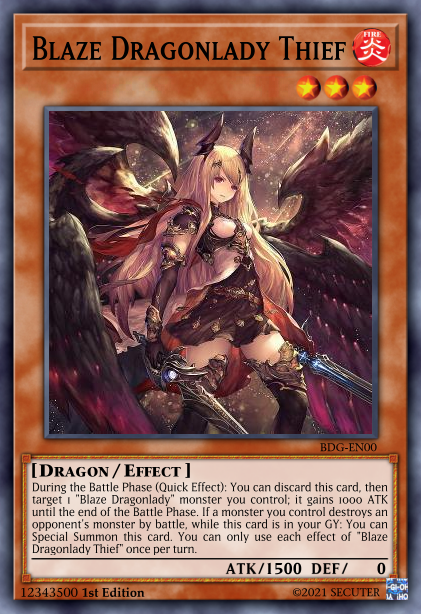 BLAZE DRAGONLADY THIEF
FIRE
炎
BDG-EN00
[DRAGON/EFFECT]
During the Battle Phase (Quick Effect): You can discard this card, then
target 1 "Blaze Dragonlady" monster you control; it gains 1000 ATK
until the end of the Battle Phase. If a monster you control destroys an
opponent's monster by battle, while this card is in your GY: You can
Special Summon this card. You can only use each effect of "Blaze
Dragonlady Thief" once per turn.
ATK/1500 DEF/ 0
12343500 1st Edition ©2021 SECUTER